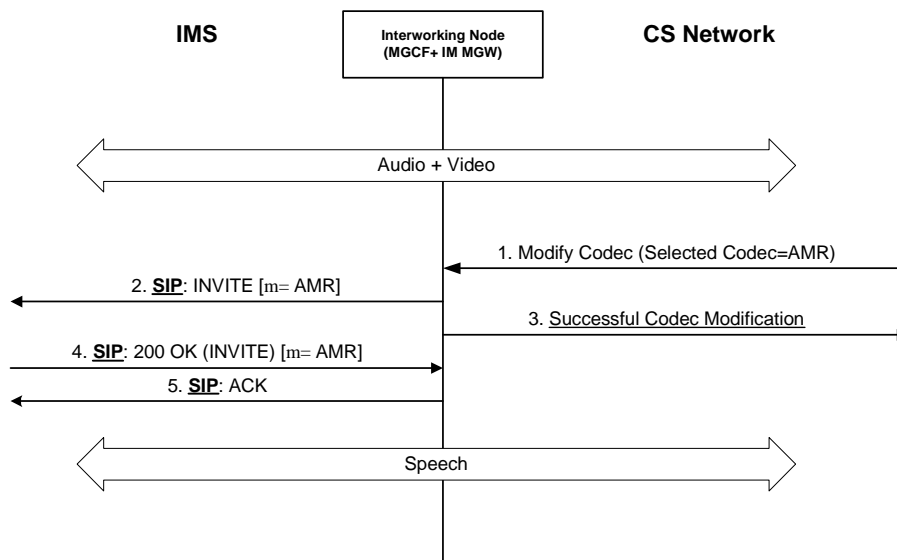 IMS
Interworking Node
(MGCF+ IM MGW)
CS Network
Audio + Video
1. Modify Codec (Selected Codec=AMR)
2. SIP: INVITE [m= AMR]
3. Successful Codec Modification
4. SIP: 200 OK (INVITE) [m= AMR]
5. SIP: ACK
Speech